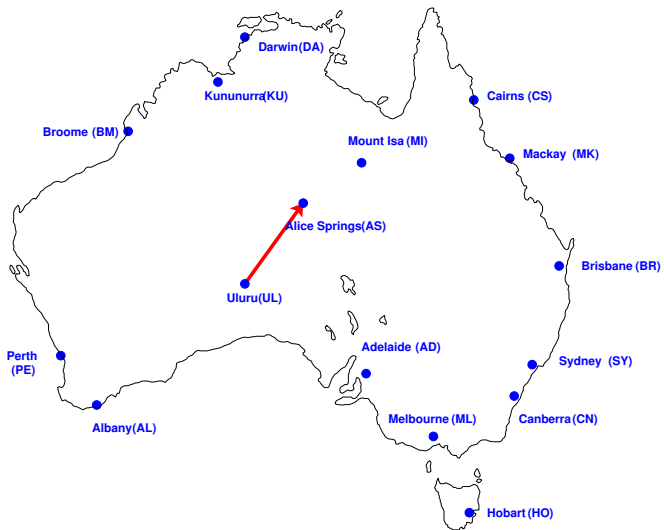 Darwin(DA)
Kununurra(KU)
Cairns (CS)
Broome (BM)
Mount Isa (MI)
Mackay (MK)
Alice Springs(AS)
Brisbane (BR)
Uluru(UL)
Adelaide (AD)
Perth
(PE)
Sydney (SY)
Melbourne (ML)
Canberra (CN)
Albany(AL)
Hobart (HO)